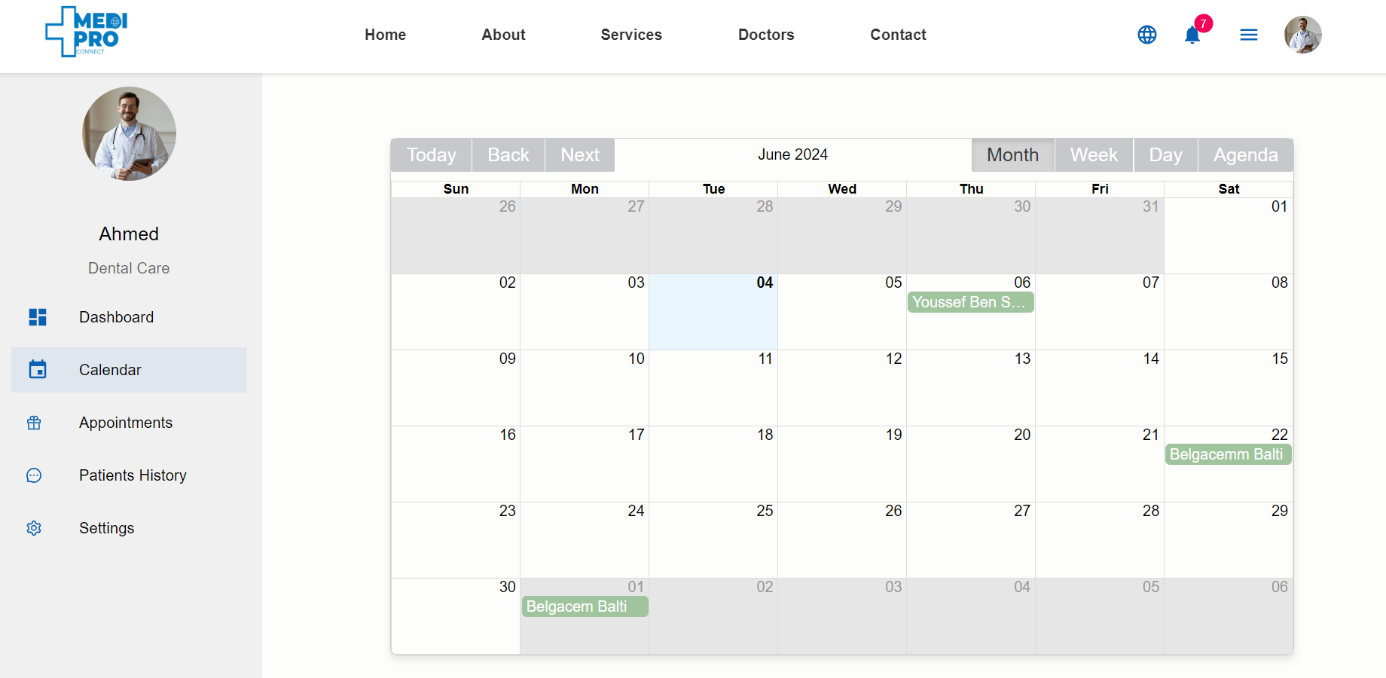 MEDI
PRO
CONNECT
Home About Services Doctors Contact
7
Ahmed
Dental Care
Dashboard
Calendar
Appointments
Patients History
Settings
Today Back Next June 2024 Month Week Day Agenda
Sun Mon Tue Wed Thu Fri Sat
26 27 28 29 30 31 01
02 03 04 05 06 07 08
Youssef Ben S...
09 10 11 12 13 14 15
16 17 18 19 20 21 22
Belgacemm Balti
23 24 25 26 27 28 29
30 01 02 03 04 05 06
Belgacem Balti